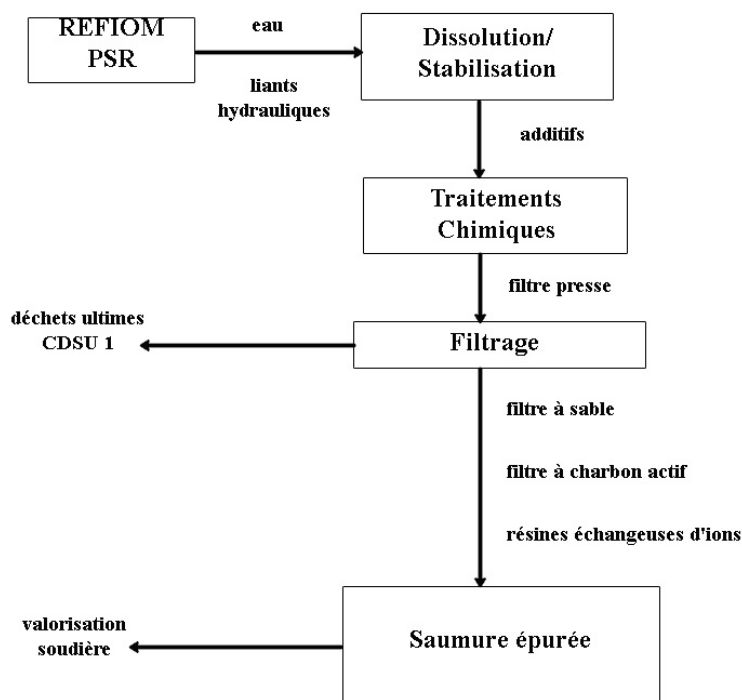 REFIOM
PSR
eau
liants
hydrauliques
Dissolution/
Stabilisation
additifs
Traitements
Chimiques
filtre presse
déchets ultimes
CDSU 1
Filtrage
filtre à sable
filtre à charbon actif
résines échangeuses d'ions
valorisation
soudière
Saumure épurée